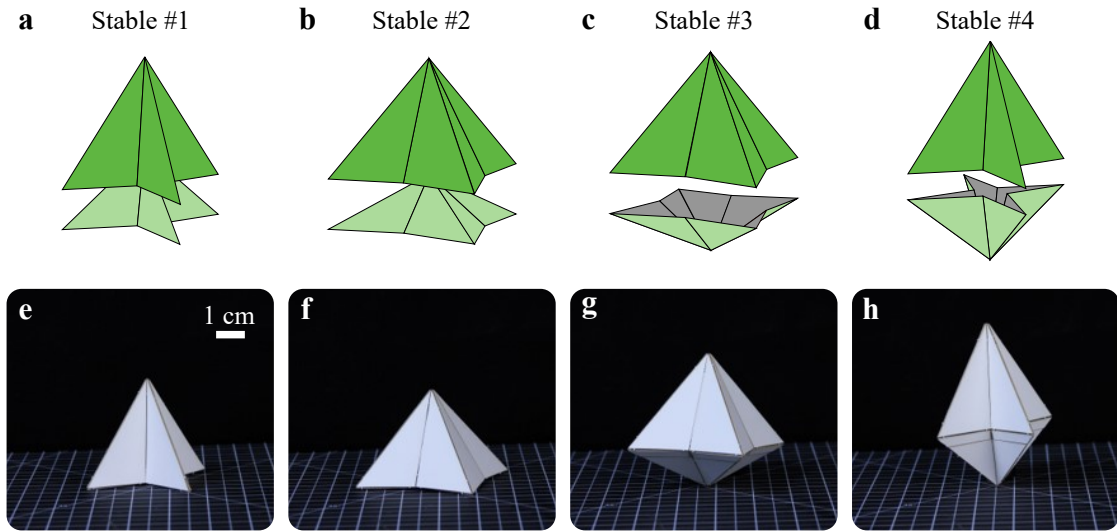 a Stable #1
b Stable #2
c Stable #3
d Stable #4
e 1 cm
f
g
h